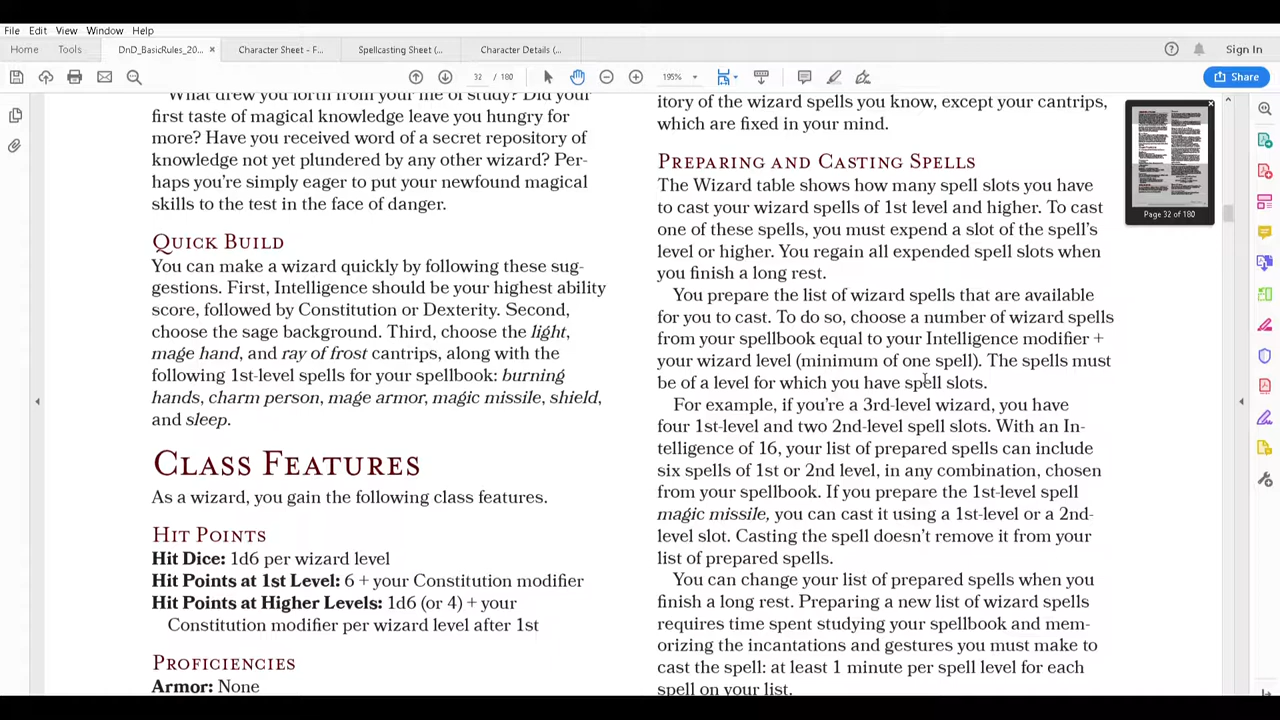 File Edit View Window Help
Home Tools DnD_BasicRules_20... × Character Sheet - F... Spellcasting Sheet (... Character Details (... Sign In
32 / 180 195% Share
What drew you forth from your life of study? Did your
first taste of magical knowledge leave you hungry for
more? Have you received word of a secret repository of
knowledge not yet plundered by any other wizard? Per-
haps you're simply eager to put your newfound magical
skills to the test in the face of danger.
Quick Build
You can make a wizard quickly by following these sug-
gestions. First, Intelligence should be your highest ability
score, followed by Constitution or Dexterity. Second,
choose the sage background. Third, choose the light,
mage hand, and ray of frost cantrips, along with the
following 1st-level spells for your spellbook: burning
hands, charm person, mage armor, magic missile, shield,
and sleep.
Class Features
As a wizard, you gain the following class features.
Hit Points
Hit Dice: 1d6 per wizard level
Hit Points at 1st Level: 6 + your Constitution modifier
Hit Points at Higher Levels: 1d6 (or 4) + your
Constitution modifier per wizard level after 1st
Proficiencies
Armor: None
itory of the wizard spells you know, except your cantrips,
which are fixed in your mind.
Preparing and Casting Spells
The Wizard table shows how many spell slots you have
to cast your wizard spells of 1st level and higher. To cast
one of these spells, you must expend a slot of the spell's
level or higher. You regain all expended spell slots when
you finish a long rest.
You prepare the list of wizard spells that are available
for you to cast. To do so, choose a number of wizard spells
from your spellbook equal to your Intelligence modifier +
your wizard level (minimum of one spell). The spells must
be of a level for which you have spell slots.
For example, if you're a 3rd-level wizard, you have
four 1st-level and two 2nd-level spell slots. With an In-
telligence of 16, your list of prepared spells can include
six spells of 1st or 2nd level, in any combination, chosen
from your spellbook. If you prepare the 1st-level spell
magic missile, you can cast it using a 1st-level or a 2nd-
level slot. Casting the spell doesn't remove it from your
list of prepared spells.
You can change your list of prepared spells when you
finish a long rest. Preparing a new list of wizard spells
requires time spent studying your spellbook and mem-
orizing the incantations and gestures you must make to
cast the spell: at least 1 minute per spell level for each
spell on your list.
Page 32 of 180